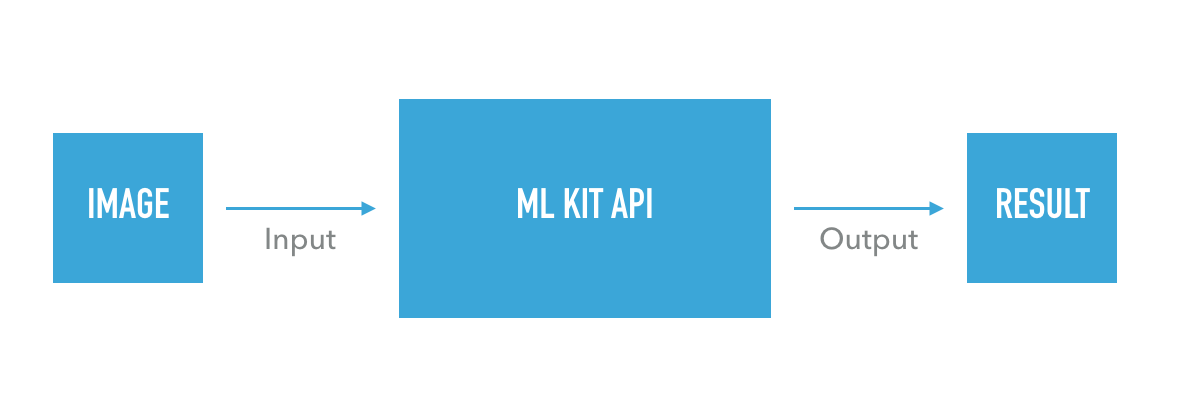 IMAGE
Input
ML KIT API
Output
RESULT